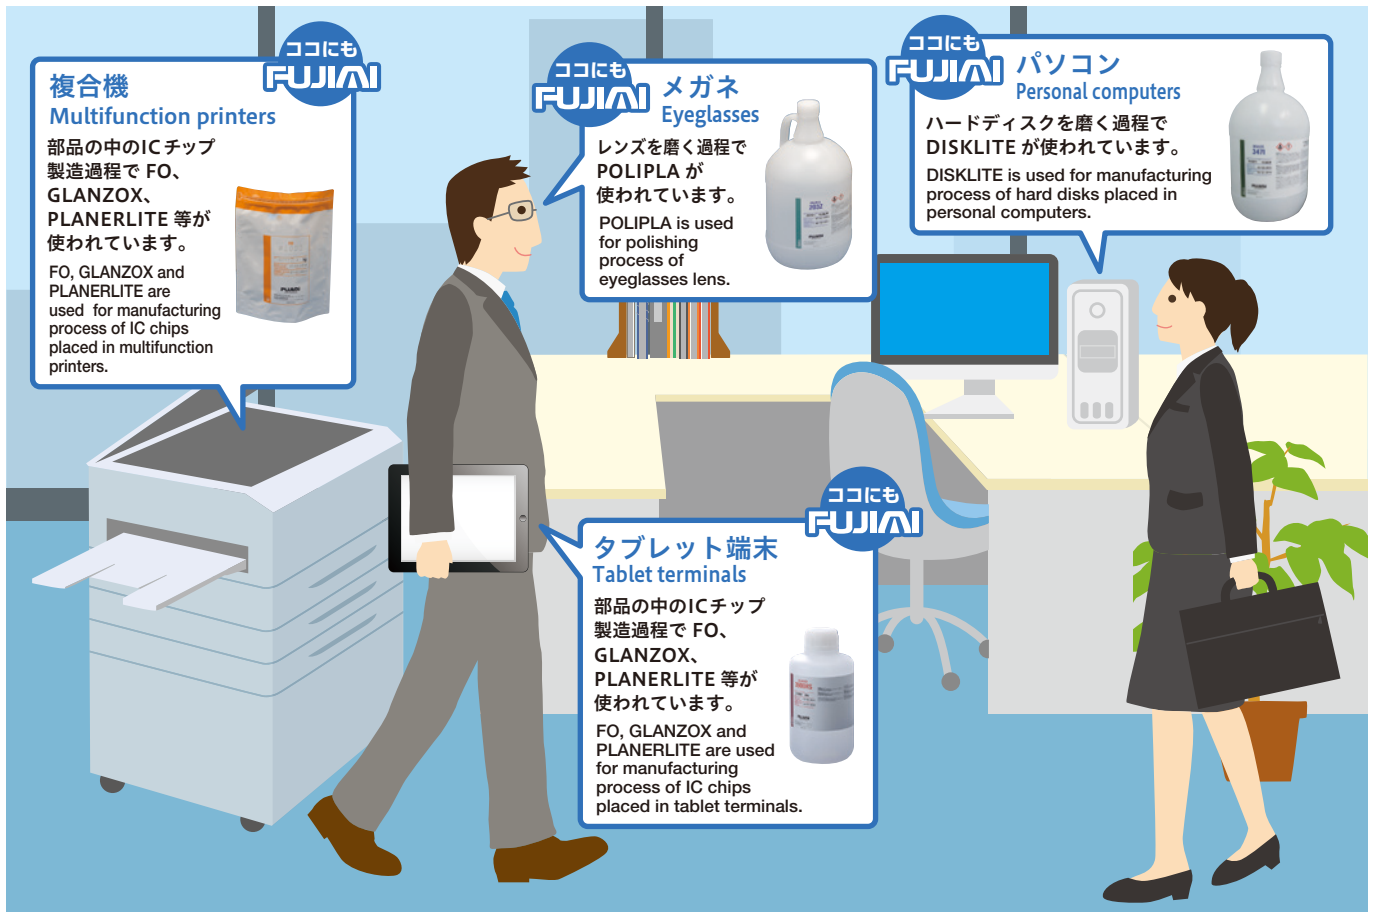 ココにも
FUJIMI
複合機
Multifunction printers
部品の中のICチップ
製造過程で FO、
GLANZOX、
PLANERLITE 等が
使われています。
FO, GLANZOX and
PLANERLITE are
used for manufacturing
process of IC chips
placed in multifunction
printers.
ココにも
FUJIMI
メガネ
Eyeglasses
レンズを磨く過程で
POLIPLA が
使われています。
POLIPLA is used
for polishing
process of
eyeglasses lens.
ココにも
FUJIMI
パソコン
Personal computers
ハードディスクを磨く過程で
DISKLITE が使われています。
DISKLITE is used for manufacturing
process of hard disks placed in
personal computers.
ココにも
FUJIMI
タブレット端末
Tablet terminals
部品の中のICチップ
製造過程で FO、
GLANZOX、
PLANERLITE 等が
使われています。
FO, GLANZOX and
PLANERLITE are used
for manufacturing
process of IC chips
placed in tablet terminals.